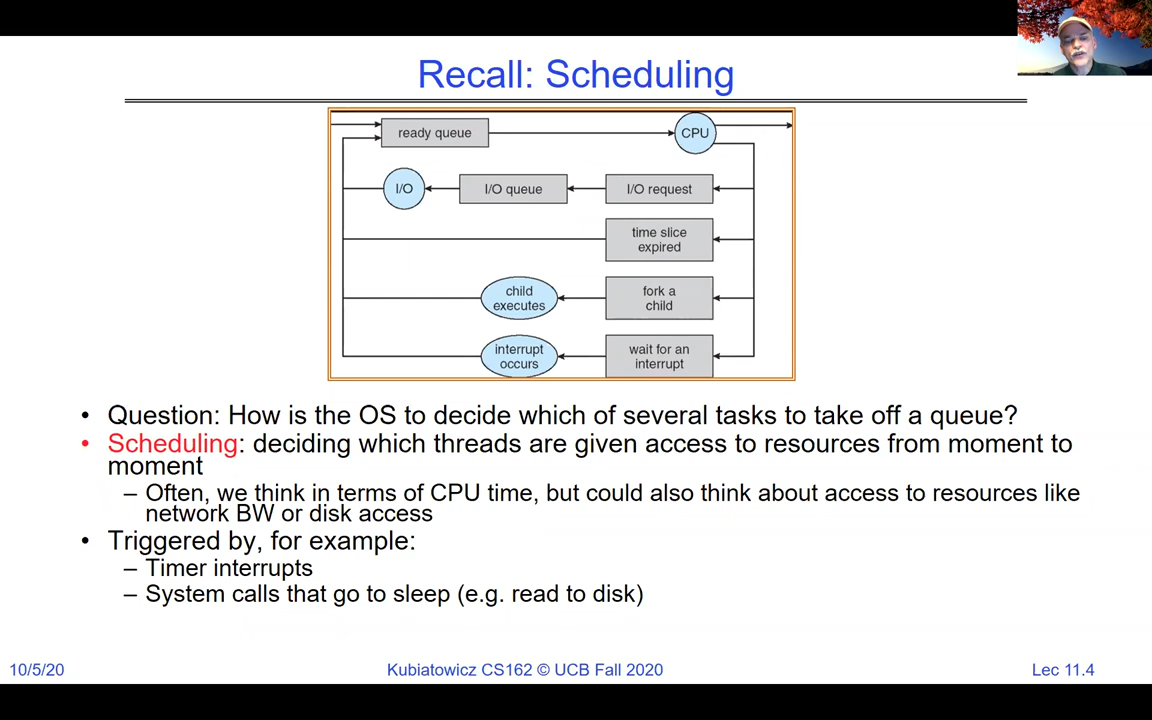 Recall: Scheduling
ready queue
CPU
I/O
I/O queue
I/O request
time slice
expired
child
executes
fork a
child
interrupt
occurs
wait for an
interrupt
• Question: How is the OS to decide which of several tasks to take off a queue?
• Scheduling: deciding which threads are given access to resources from moment to
moment
– Often, we think in terms of CPU time, but could also think about access to resources like
network BW or disk access
• Triggered by, for example:
– Timer interrupts
– System calls that go to sleep (e.g. read to disk)
10/5/20
Kubiatowicz CS162 © UCB Fall 2020
Lec 11.4